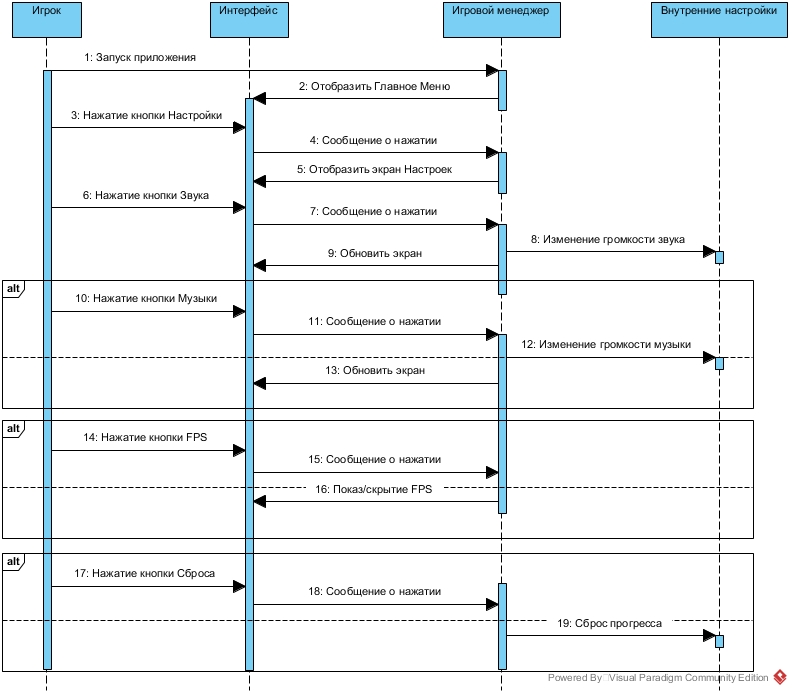 Игрок
Интерфейс
Игровой менеджер
Внутренние настройки
1: Запуск приложения
2: Отобразить Главное Меню
3: Нажатие кнопки Настройки
4: Сообщение о нажатии
5: Отобразить экран Настроек
6: Нажатие кнопки Звука
7: Сообщение о нажатии
8: Изменение громкости звука
9: Обновить экран
alt
10: Нажатие кнопки Музыки
11: Сообщение о нажатии
12: Изменение громкости музыки
13: Обновить экран
alt
14: Нажатие кнопки FPS
15: Сообщение о нажатии
16: Показ/скрытие FPS
alt
17: Нажатие кнопки Сброса
18: Сообщение о нажатии
19: Сброс прогресса
Powered By Visual Paradigm Community Edition